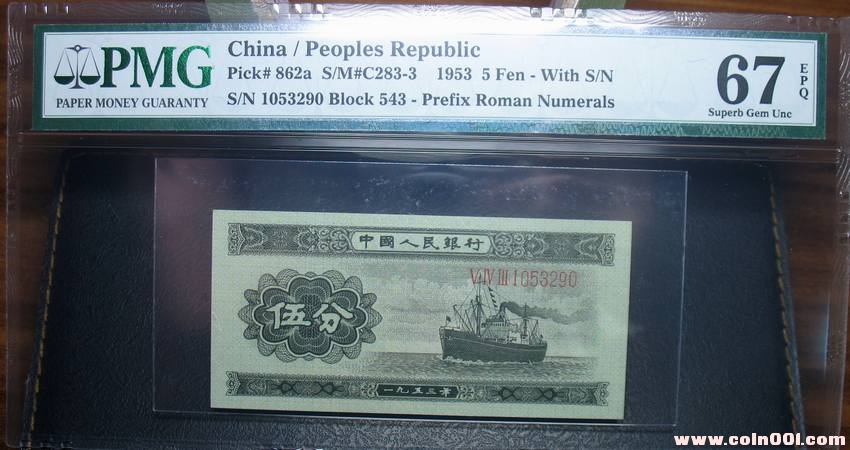 PMG
PAPER MONEY GUARANTY
China / Peoples Republic
Pick# 862a S/M#C283-3 1953 5 Fen - With S/N
S/N 1053290 Block 543 - Prefix Roman Numerals
67
EPQ
Superb Gem Unc
中國人民銀行
V IV III 1053290
伍分
一九五三年
www.coin001.com